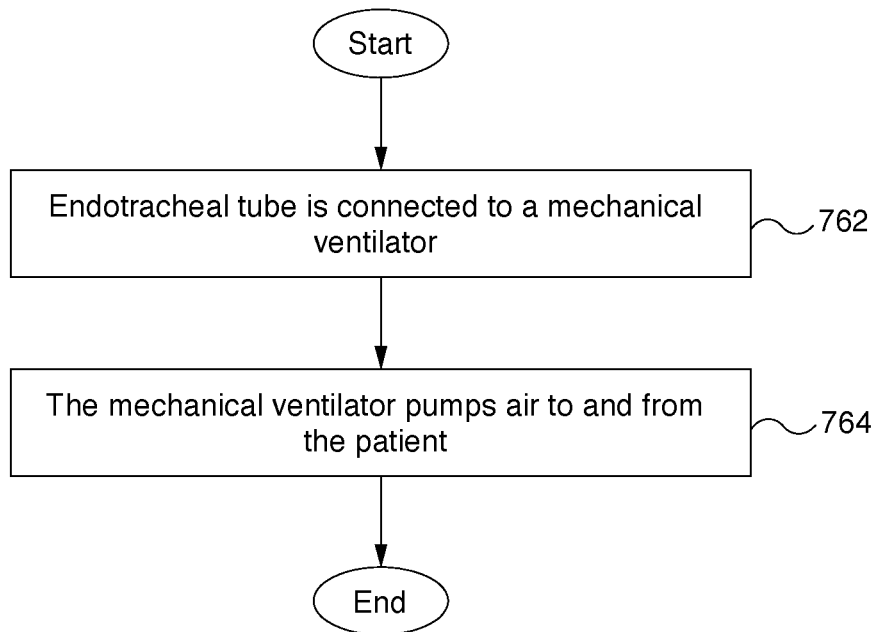 Start
Endotracheal tube is connected to a mechanical
ventilator
762
The mechanical ventilator pumps air to and from
the patient
764
End